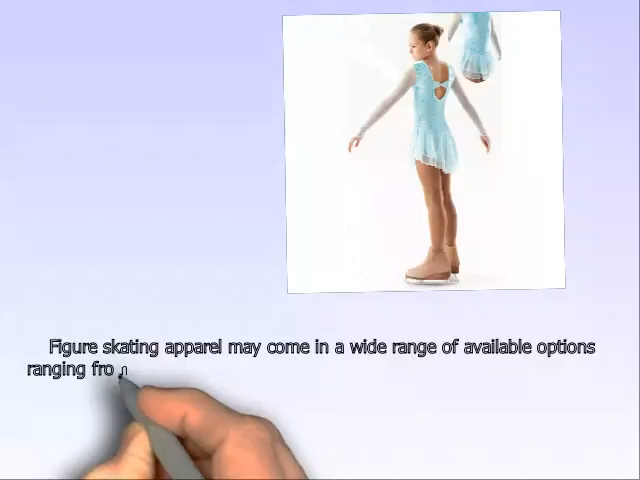 Figure skating apparel may come in a wide range of available options
ranging fro